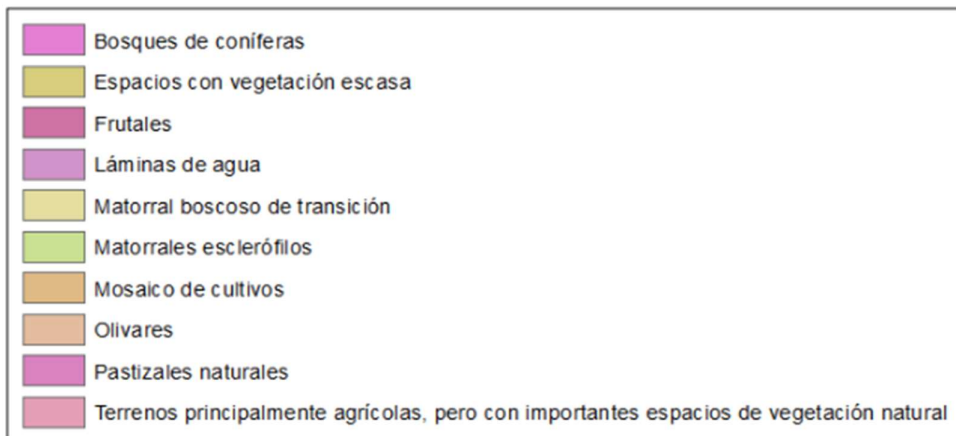 Bosques de coníferas
Espacios con vegetación escasa
Frutales
Láminas de agua
Matorral boscoso de transición
Matorrales esclerófilos
Mosaico de cultivos
Olivares
Pastizales naturales
Terrenos principalmente agrícolas, pero con importantes espacios de vegetación natural